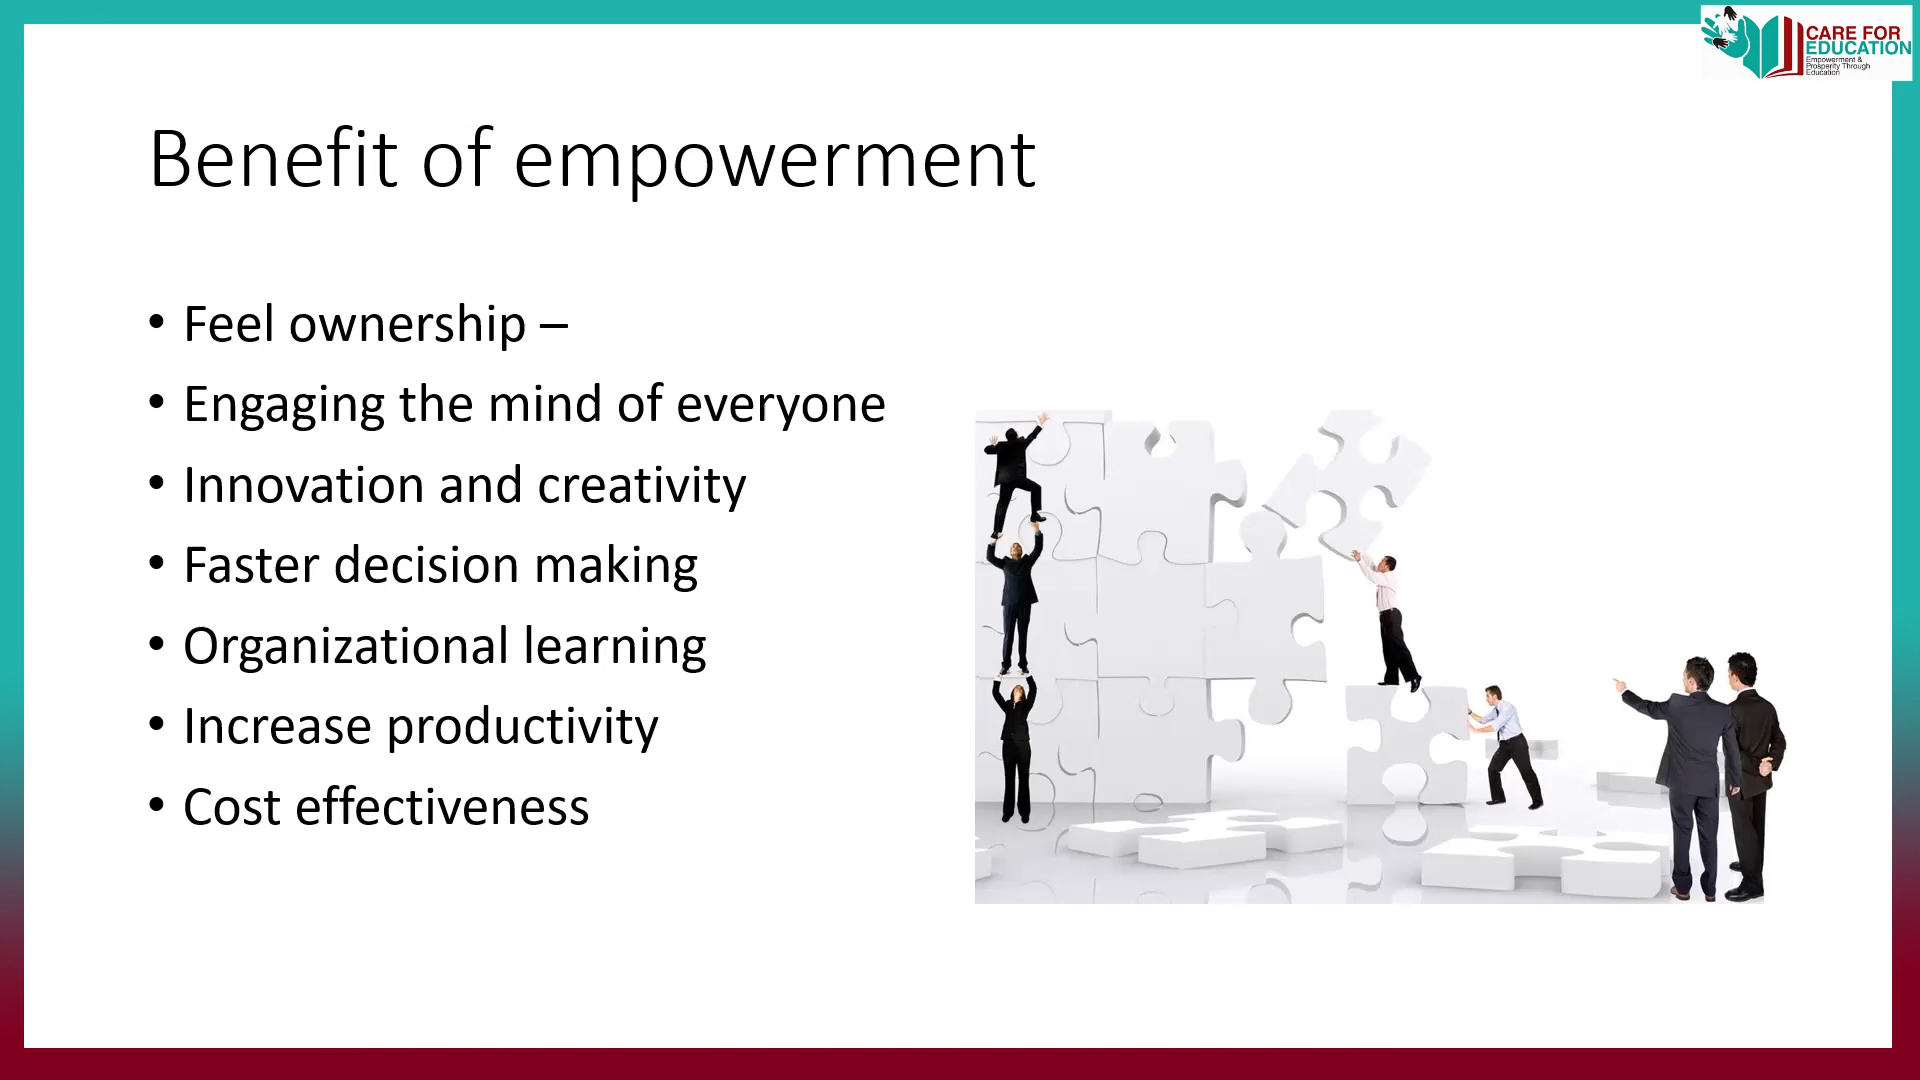 CARE FOR
EDUCATION
Empowerment &
Prosperity Through
Education
Benefit of empowerment
• Feel ownership –
• Engaging the mind of everyone
• Innovation and creativity
• Faster decision making
• Organizational learning
• Increase productivity
• Cost effectiveness